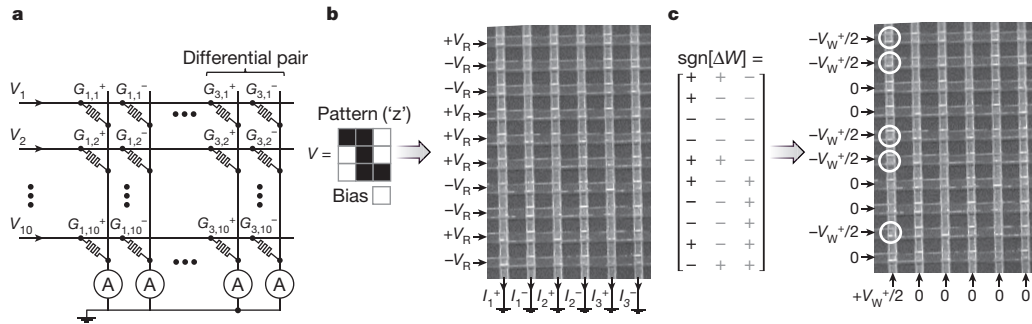 a
Differential pair
V1 G1,1+ G1,1− ••• G3,1+ G3,1−
V2 G1,2+ G1,2− G3,2+ G3,2−
V10 G1,10+ G1,10− ••• G3,10+ G3,10−
A A A A
b
Pattern ('z')
V =
Bias
+VR
−VR
−VR
+VR
+VR
+VR
−VR
−VR
+VR
−VR
I1+ I1− I2+ I2− I3+ I3−
c
sgn[ΔW] =
+ + −
+ − −
− − −
− − −
+ + −
+ − +
− − +
− − +
+ − +
− + +
−VW+/2
−VW+/2
0
0
−VW+/2
−VW+/2
0
0
−VW+/2
0
+VW+/2 0 0 0 0 0